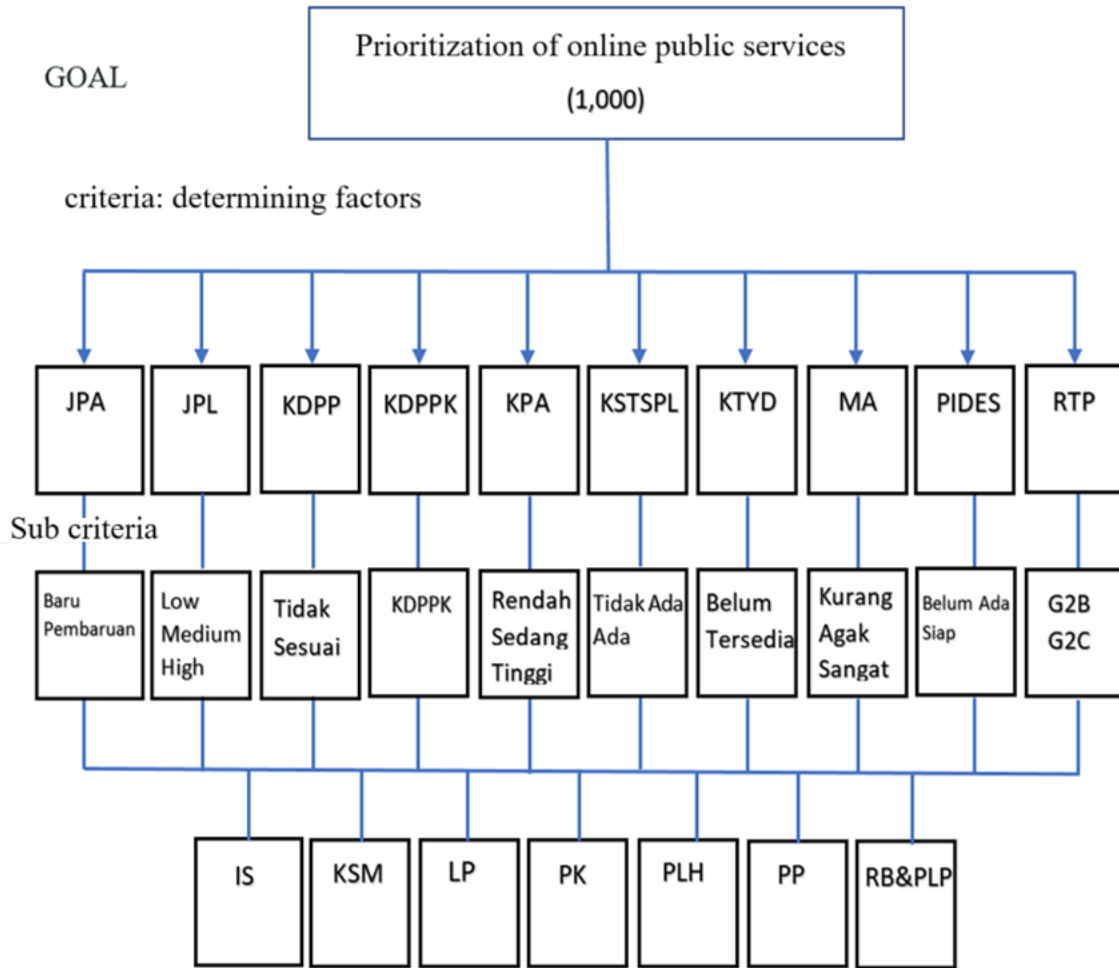 Prioritization of online public services
(1,000)
GOAL
criteria: determining factors
JPA
JPL
KDPP
KDPPK
KPA
KSTSPL
KTYD
MA
PIDES
RTP
Sub criteria
Baru
Pembaruan
Low
Medium
High
Tidak
Sesuai
KDPPK
Rendah
Sedang
Tinggi
Tidak Ada
Ada
Belum
Tersedia
Kurang
Agak
Sangat
Belum Ada
Siap
G2B
G2C
IS
KSM
LP
PK
PLH
PP
RB&PLP